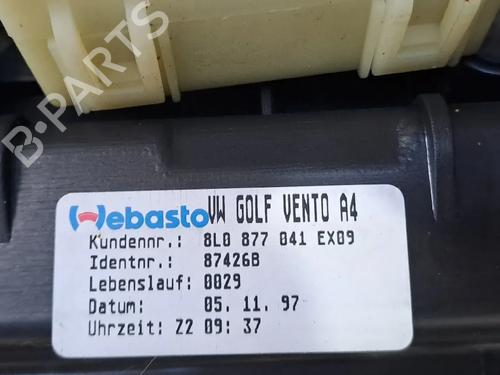 B-PARTS
Webasto VW GOLF VENTO A4
Kundennr.: 8L0 877 041 EX09
Identnr.: 87426B
Lebenslauf: 0029
Datum: 05. 11. 97
Uhrzeit: Z2 09: 37